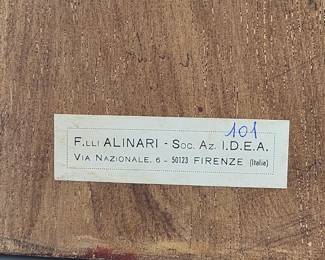 101
F.LLI ALINARI - SOC. AZ. I.D.E.A.
VIA NAZIONALE, 6 - 50123 FIRENZE (Italia)